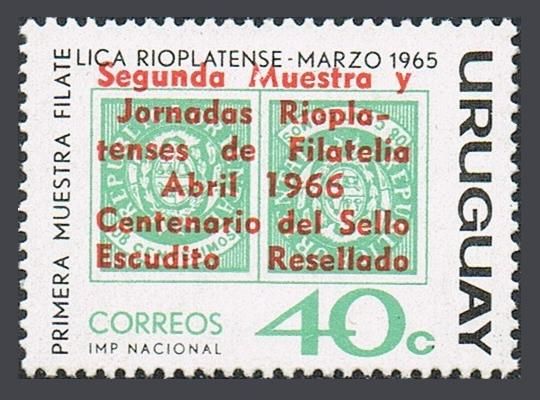 PRIMERA MUESTRA FILATELICA RIOPLATENSE - MARZO 1965
URUGUAY
Segunda Muestra y
Jornadas Riopla-
tenses de Filatelia
Abril 1966
Centenario del Sello
Escudito Resellado
CORREOS
IMP NACIONAL
40c